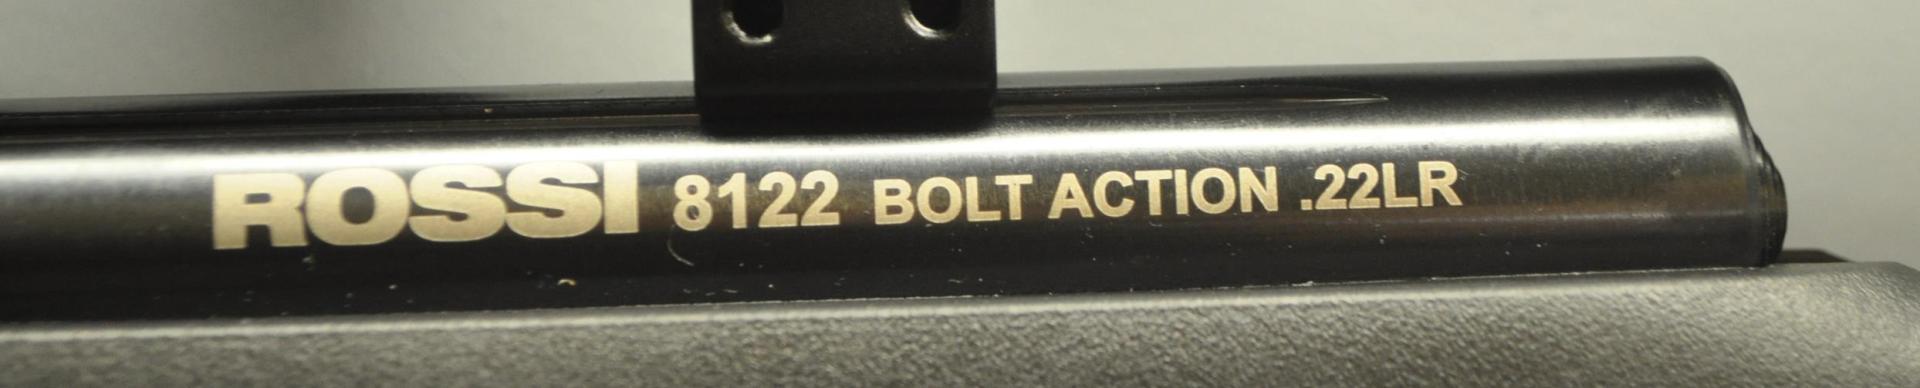 ROSSI 8122 BOLT ACTION .22LR